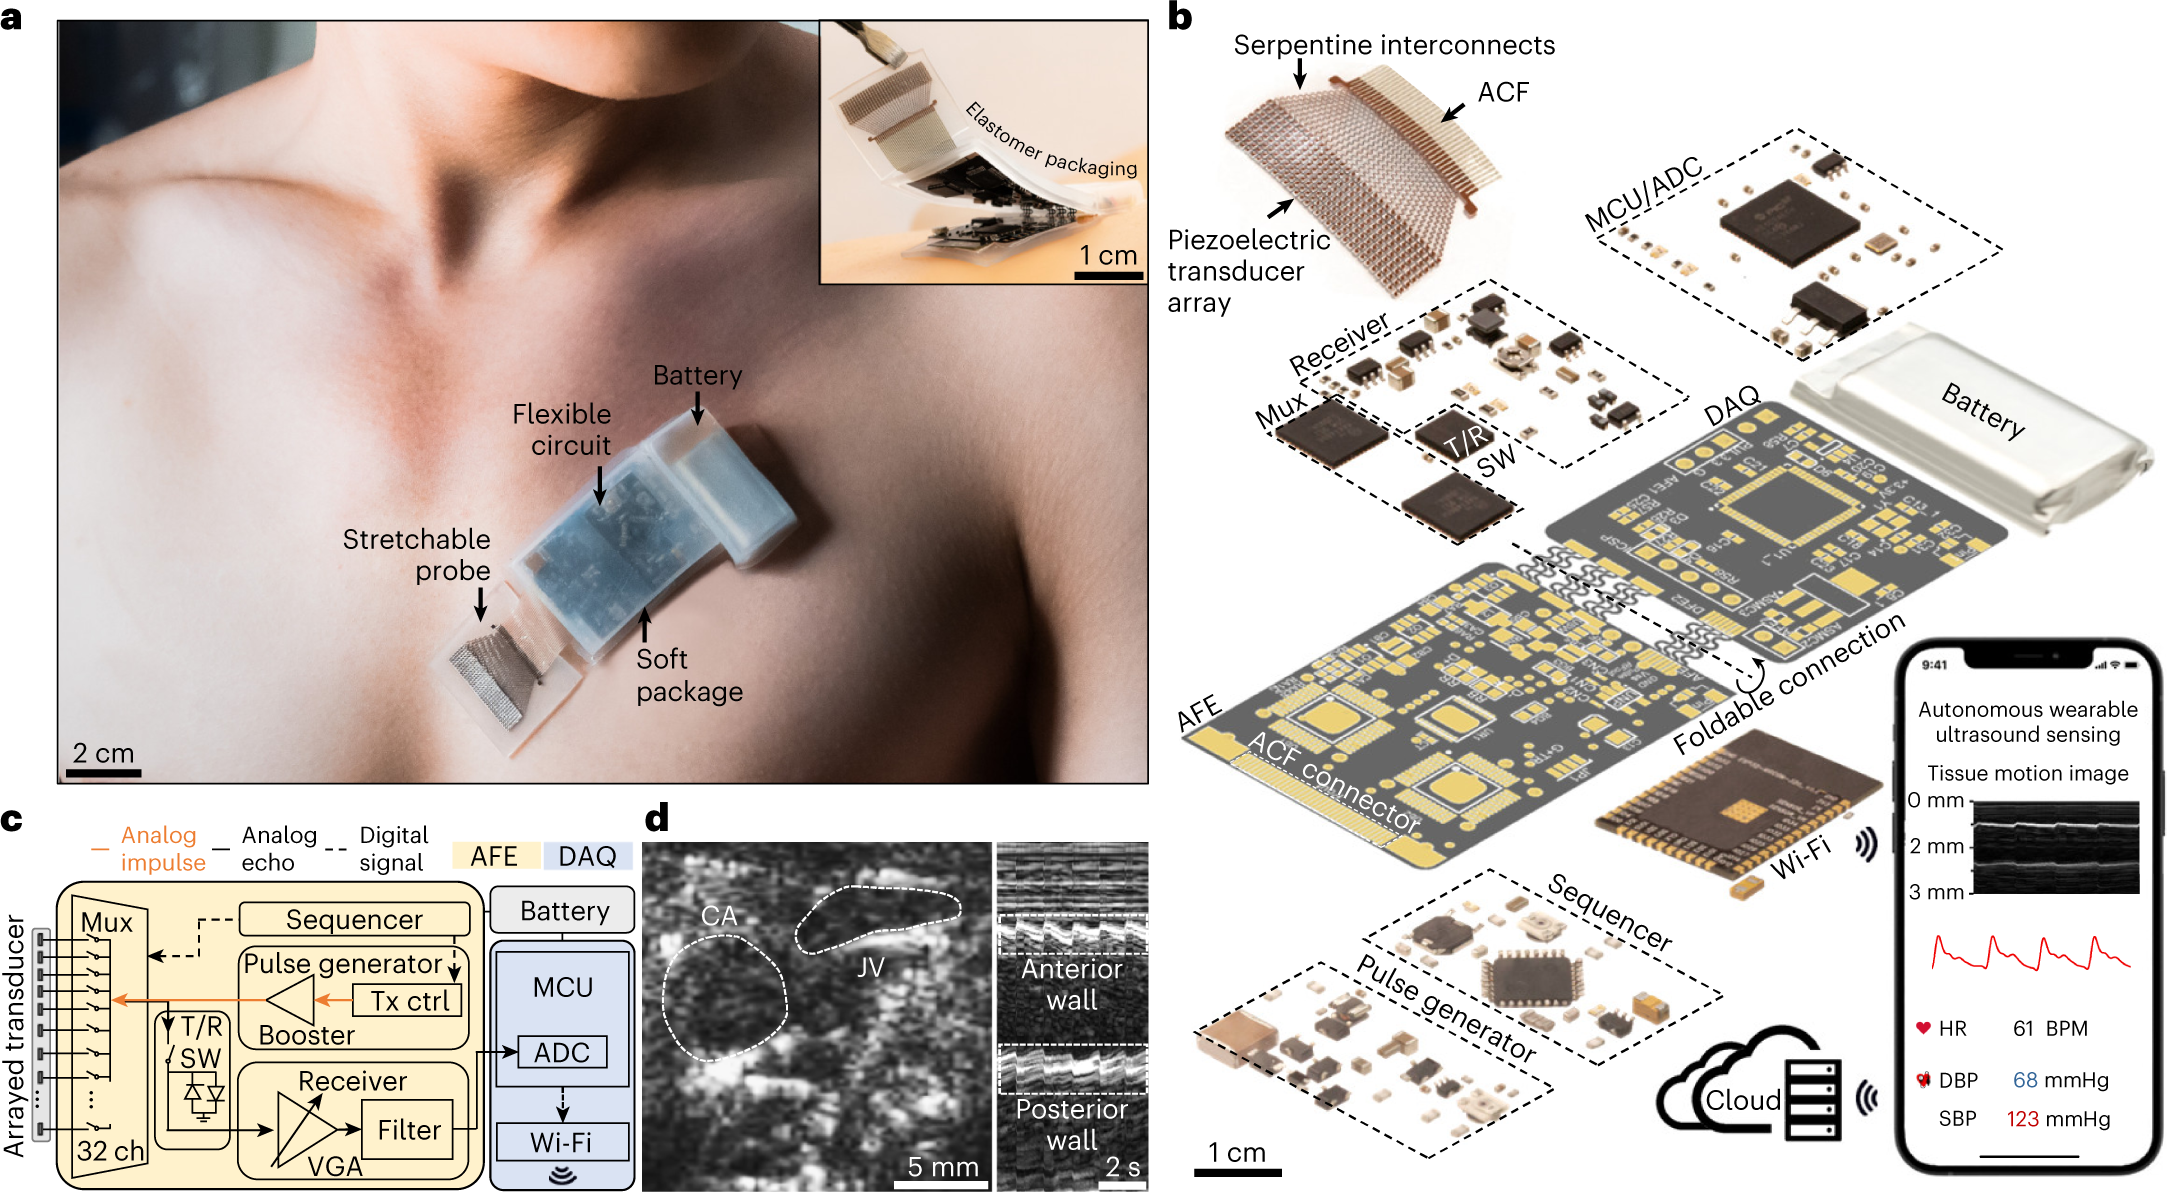 a
Elastomer packaging
1 cm
Battery
Flexible
circuit
Stretchable
probe
Soft
package
2 cm
b
Serpentine interconnects
ACF
Piezoelectric
transducer
array
MCU/ADC
Receiver
Mux
T/R
SW
DAQ
Battery
AFE
ACF connector
Foldable connection
Wi-Fi
Sequencer
Pulse generator
Cloud
1 cm
9:41
Autonomous wearable
ultrasound sensing
Tissue motion image
0 mm
2 mm
3 mm
HR 61 BPM
DBP 68 mmHg
SBP 123 mmHg
c
Analog
impulse
Analog
echo
Digital
signal
AFE
DAQ
Arrayed transducer
Mux
32 ch
Sequencer
Pulse generator
Tx ctrl
Booster
T/R
SW
Receiver
VGA
Filter
Battery
MCU
ADC
Wi-Fi
d
CA
JV
5 mm
Anterior
wall
Posterior
wall
2 s